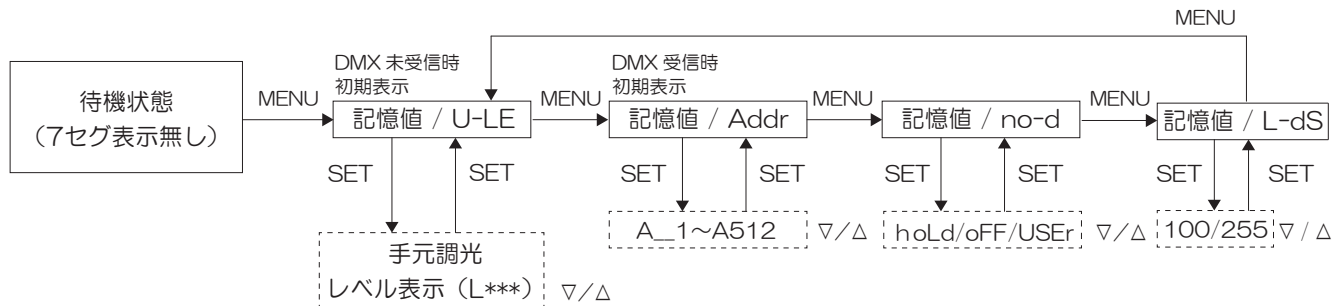 MENU
DMX 未受信時
初期表示
DMX 受信時
初期表示
待機状態
（7セグ表示無し）
MENU
記憶値 / U-LE
MENU
記憶値 / Addr
MENU
記憶値 / no-d
MENU
記憶値 / L-dS
SET
SET
SET
SET
SET
SET
SET
SET
手元調光
レベル表示（L***）
▽/△
A__1～A512
▽/△
hoLd/oFF/USEr
▽/△
100/255
▽ / △